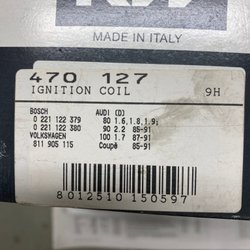 MADE IN ITALY
470 127
IGNITION COIL 9H
BOSCH AUDI (D)
0 221 122 379 80 1.6,1.8,1.9;
0 221 122 380 90 2.2 85-91
VOLKSWAGEN 100 1.7 87-91
811 905 115 Coupè 85-91
8012510 150597